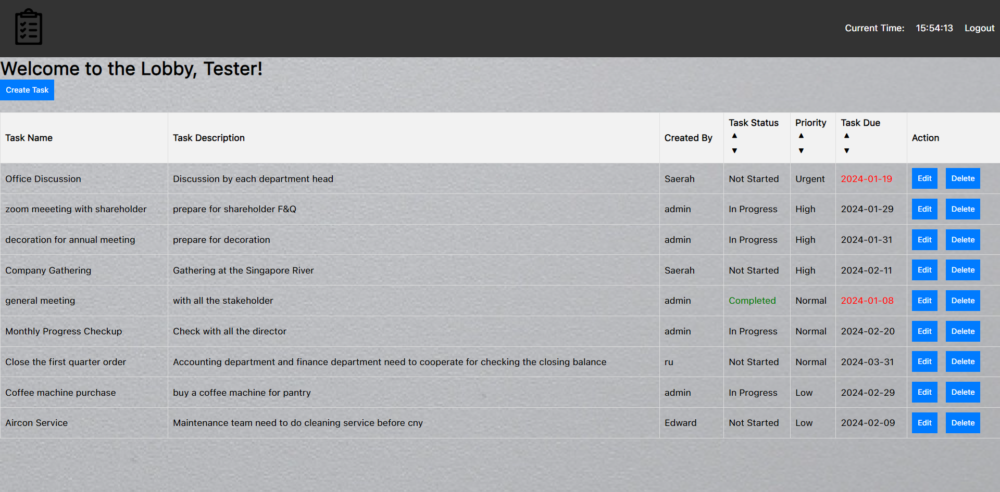 Current Time: 15:54:13 Logout
Welcome to the Lobby, Tester!
Create Task
Task Name Task Description Created By Task Status ▲ ▼ Priority ▲ ▼ Task Due ▲ ▼ Action
Office Discussion Discussion by each department head Saerah Not Started Urgent 2024-01-19 Edit Delete
zoom meeeting with shareholder prepare for shareholder F&Q admin In Progress High 2024-01-29 Edit Delete
decoration for annual meeting prepare for decoration admin In Progress High 2024-01-31 Edit Delete
Company Gathering Gathering at the Singapore River Saerah Not Started High 2024-02-11 Edit Delete
general meeting with all the stakeholder admin Completed Normal 2024-01-08 Edit Delete
Monthly Progress Checkup Check with all the director admin In Progress Normal 2024-02-20 Edit Delete
Close the first quarter order Accounting department and finance department need to cooperate for checking the closing balance ru Not Started Normal 2024-03-31 Edit Delete
Coffee machine purchase buy a coffee machine for pantry admin In Progress Low 2024-02-29 Edit Delete
Aircon Service Maintenance team need to do cleaning service before cny Edward Not Started Low 2024-02-09 Edit Delete